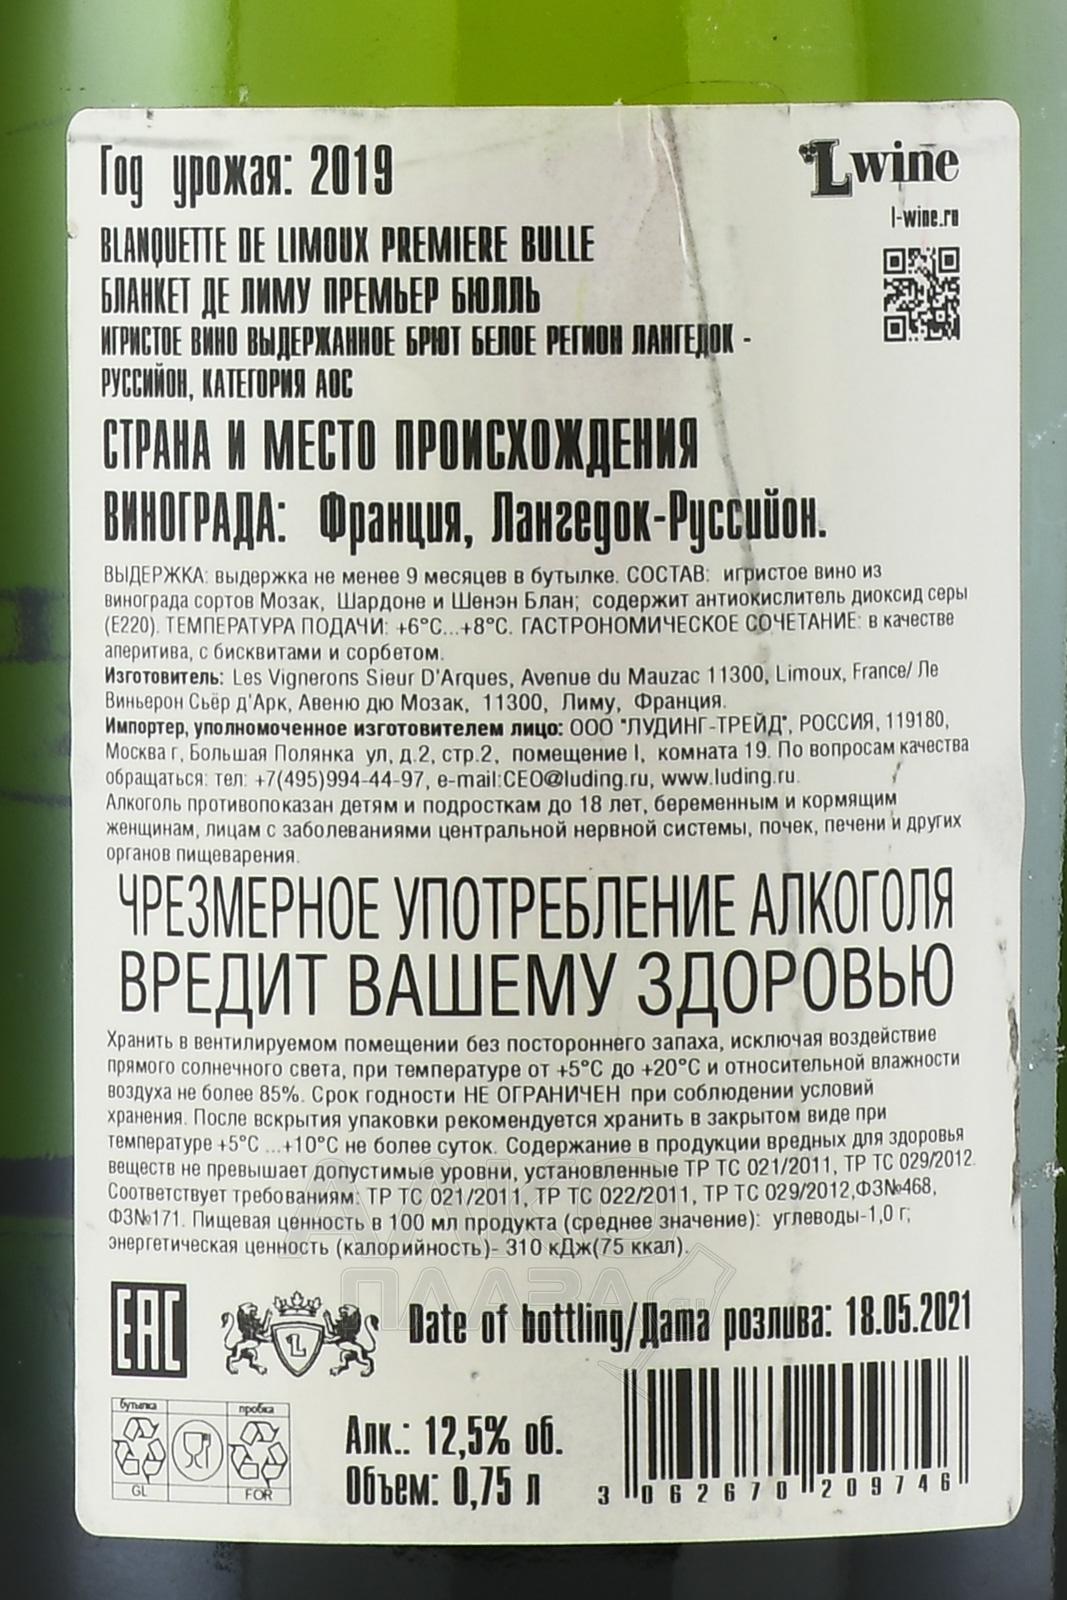 Год урожая: 2019
Lwine
l-wine.ru
BLANQUETTE DE LIMOUX PREMIERE BULLE
БЛАНКЕТ ДЕ ЛИМУ ПРЕМЬЕР БЮЛЛЬ
ИГРИСТОЕ ВИНО ВЫДЕРЖАННОЕ БРЮТ БЕЛОЕ РЕГИОН ЛАНГЕДОК -
РУССИЙОН, КАТЕГОРИЯ АОС
СТРАНА И МЕСТО ПРОИСХОЖДЕНИЯ
ВИНОГРАДА: Франция, Лангедок-Руссийон.
ВЫДЕРЖКА: выдержка не менее 9 месяцев в бутылке. СОСТАВ: игристое вино из
винограда сортов Мозак, Шардоне и Шенэн Блан; содержит антиокислитель диоксид серы
(Е220). ТЕМПЕРАТУРА ПОДАЧИ: +6°С...+8°С. ГАСТРОНОМИЧЕСКОЕ СОЧЕТАНИЕ: в качестве
аперитива, с бисквитами и сорбетом.
Изготовитель: Les Vignerons Sieur D'Arques, Avenue du Mauzac 11300, Limoux, France/ Ле
Виньерон Сьёр д'Арк, Авеню дю Мозак, 11300, Лиму, Франция.
Импортер, уполномоченное изготовителем лицо: ООО "ЛУДИНГ-ТРЕЙД", РОССИЯ, 119180,
Москва г, Большая Полянка ул, д.2, стр.2, помещение I, комната 19. По вопросам качества
обращаться: тел: +7(495)994-44-97, e-mail:CEO@luding.ru, www.luding.ru.
Алкоголь противопоказан детям и подросткам до 18 лет, беременным и кормящим
женщинам, лицам с заболеваниями центральной нервной системы, почек, печени и других
органов пищеварения.
ЧРЕЗМЕРНОЕ УПОТРЕБЛЕНИЕ АЛКОГОЛЯ
ВРЕДИТ ВАШЕМУ ЗДОРОВЬЮ
Хранить в вентилируемом помещении без постороннего запаха, исключая воздействие
прямого солнечного света, при температуре от +5°С до +20°С и относительной влажности
воздуха не более 85%. Срок годности НЕ ОГРАНИЧЕН при соблюдении условий
хранения. После вскрытия упаковки рекомендуется хранить в закрытом виде при
температуре +5°С ...+10°С не более суток. Содержание в продукции вредных для здоровья
веществ не превышает допустимые уровни, установленные ТР ТС 021/2011, ТР ТС 029/2012.
Соответствует требованиям: ТР ТС 021/2011, ТР ТС 022/2011, ТР ТС 029/2012,ФЗ№468,
ФЗ№171. Пищевая ценность в 100 мл продукта (среднее значение): углеводы-1,0 г;
энергетическая ценность (калорийность)- 310 кДж(75 ккал).
АЛКО
ПЛАЗА
.RU
EAC
L
Date of bottling/Дата розлива: 18.05.2021
бутылка
пробка
GL
FOR
Алк.: 12,5% об.
Объем: 0,75 л
3 062670 209746